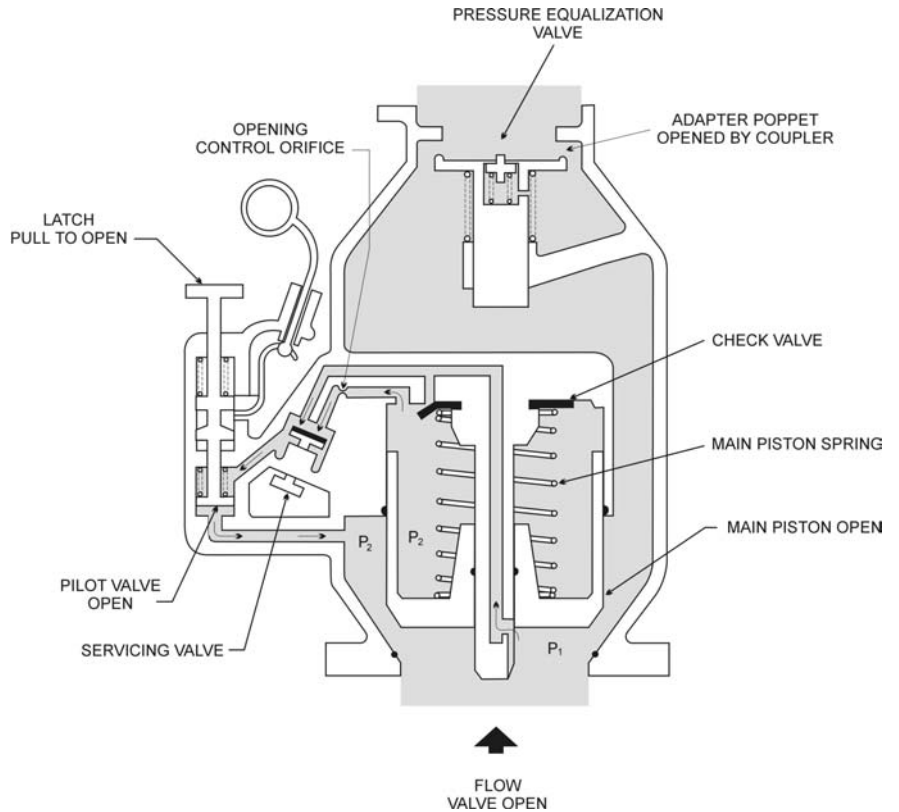 PRESSURE EQUALIZATION
VALVE
OPENING
CONTROL ORIFICE
ADAPTER POPPET
OPENED BY COUPLER
LATCH
PULL TO OPEN
CHECK VALVE
MAIN PISTON SPRING
MAIN PISTON OPEN
P2
P2
PILOT VALVE
OPEN
SERVICING VALVE
P1
FLOW
VALVE OPEN